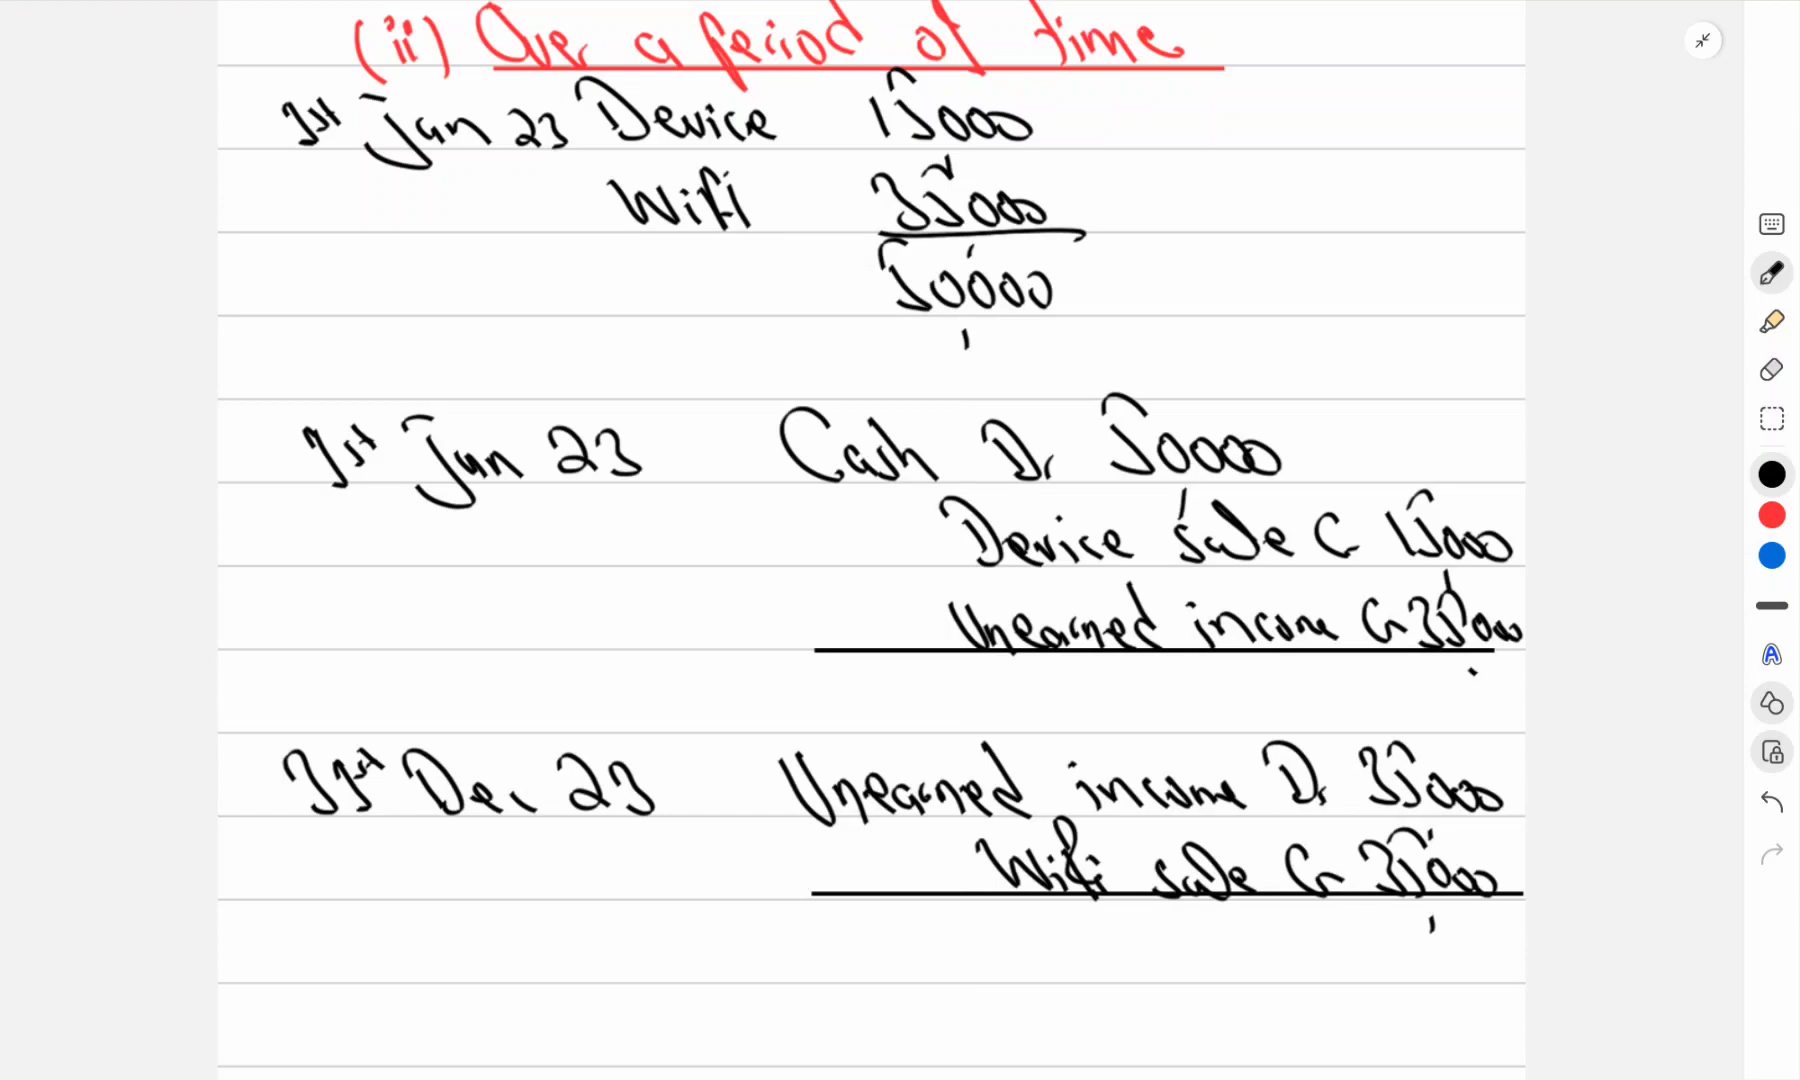 (ii) Over a period of time
1st Jan 23 Device 15000
Wifi 35000
50000
1st Jan 23 Cash Dr 50000
Device sale Cr 15000
Unearned income Cr 35000
31st Dec 23 Unearned income Dr 35000
Wifi sale Cr 35000